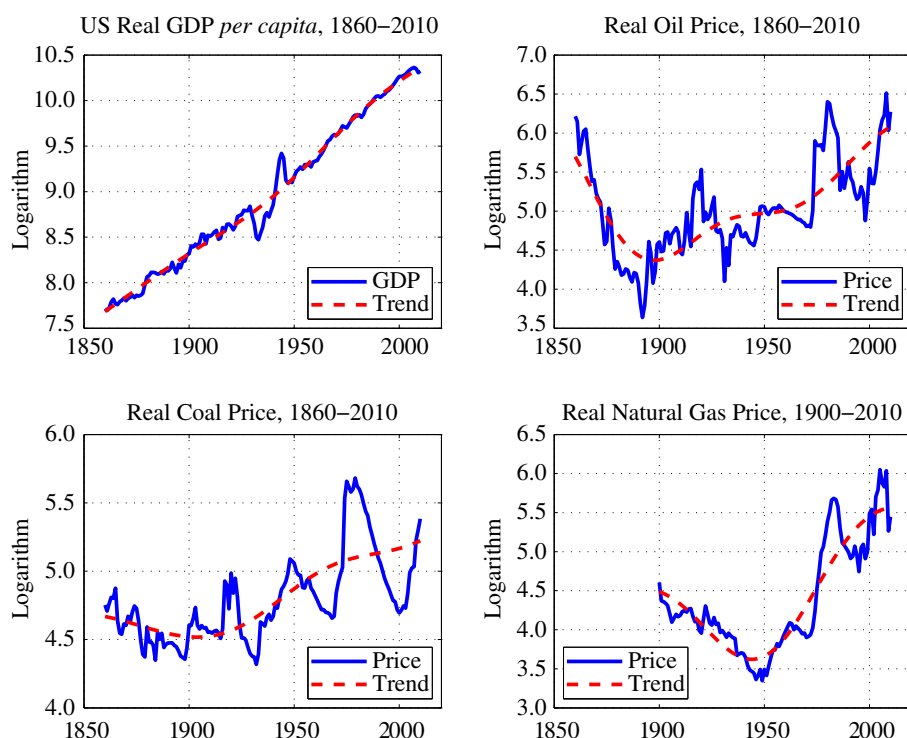 US Real GDP per capita, 1860−2010
10.5
10.0
9.5
9.0
8.5
8.0
7.5
Logarithm
GDP
Trend
1850 1900 1950 2000
Real Oil Price, 1860−2010
7.0
6.5
6.0
5.5
5.0
4.5
4.0
3.5
Logarithm
Price
Trend
1850 1900 1950 2000
Real Coal Price, 1860−2010
6.0
5.5
5.0
4.5
4.0
Logarithm
Price
Trend
1850 1900 1950 2000
Real Natural Gas Price, 1900−2010
6.5
6.0
5.5
5.0
4.5
4.0
3.5
3.0
Logarithm
Price
Trend
1850 1900 1950 2000